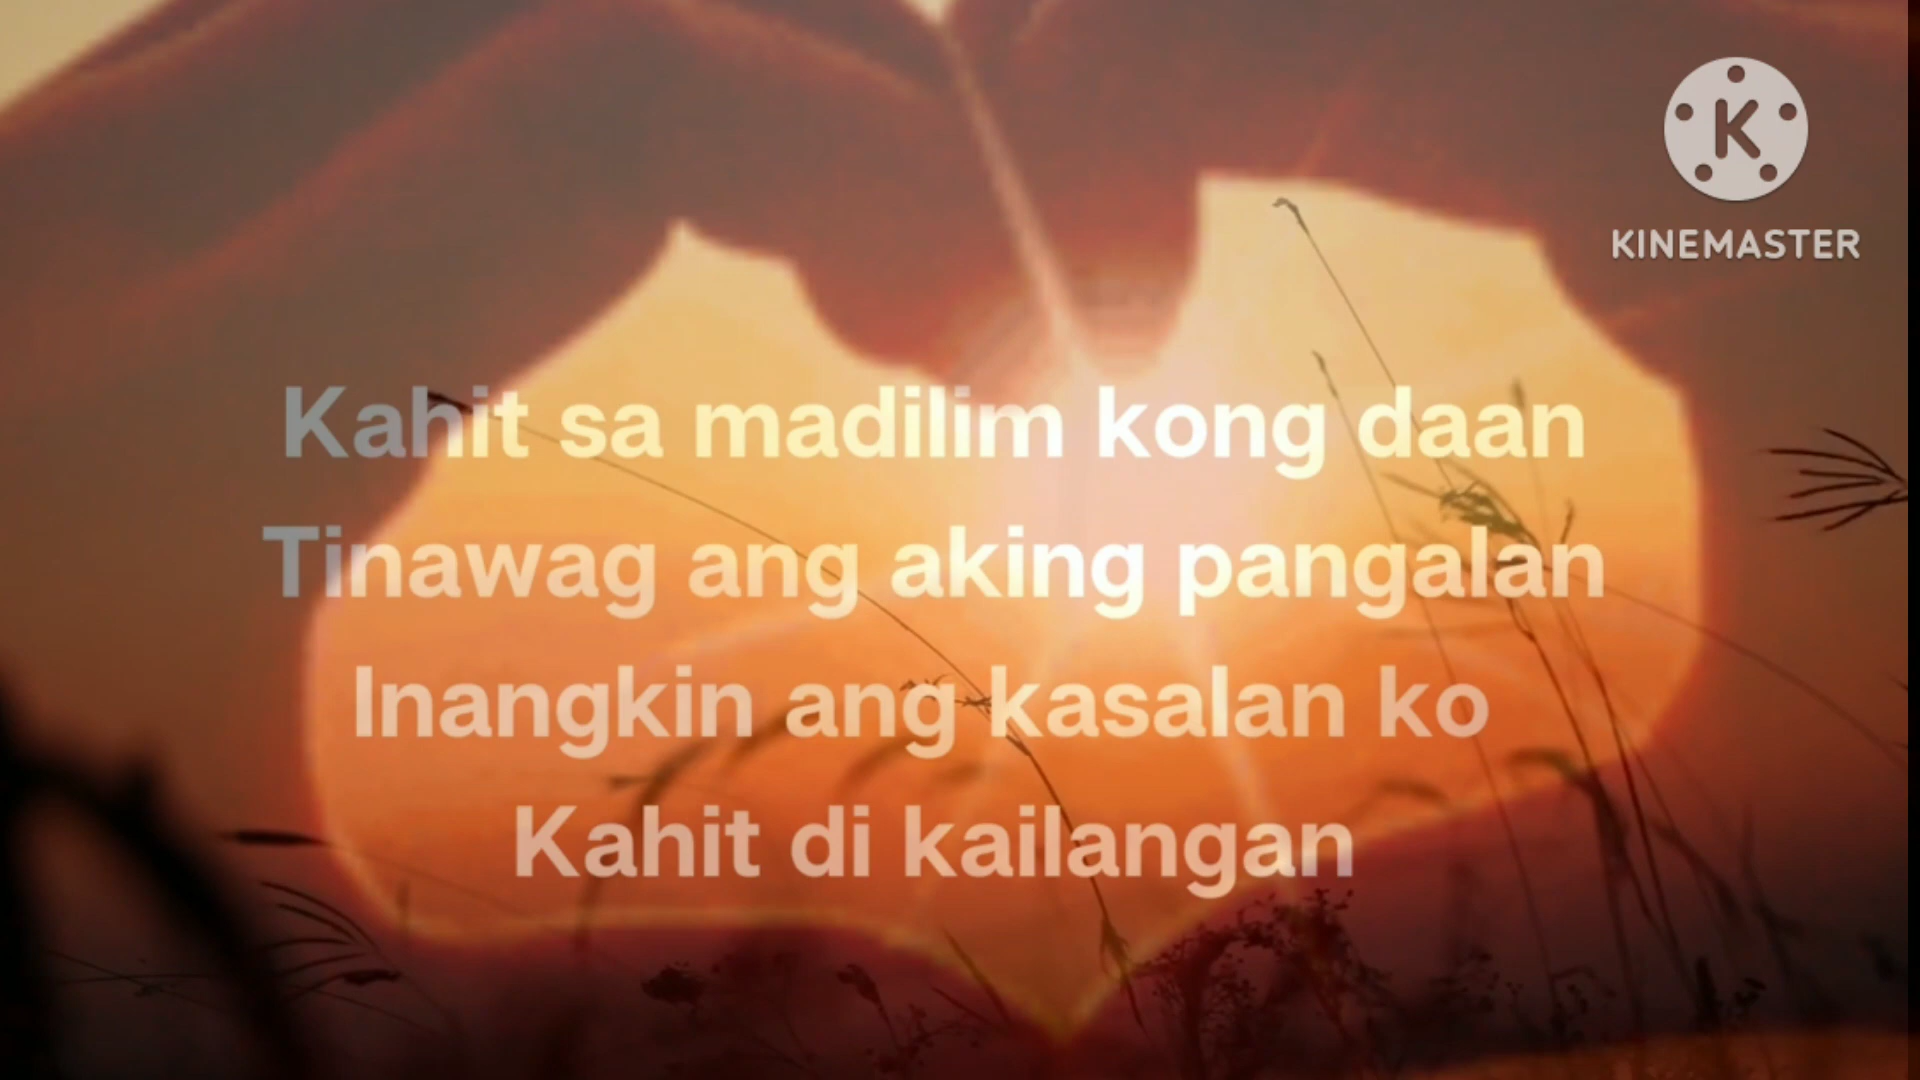 K
KINEMASTER
Kahit sa madilim kong daan
Tinawag ang aking pangalan
Inangkin ang kasalan ko
Kahit di kailangan